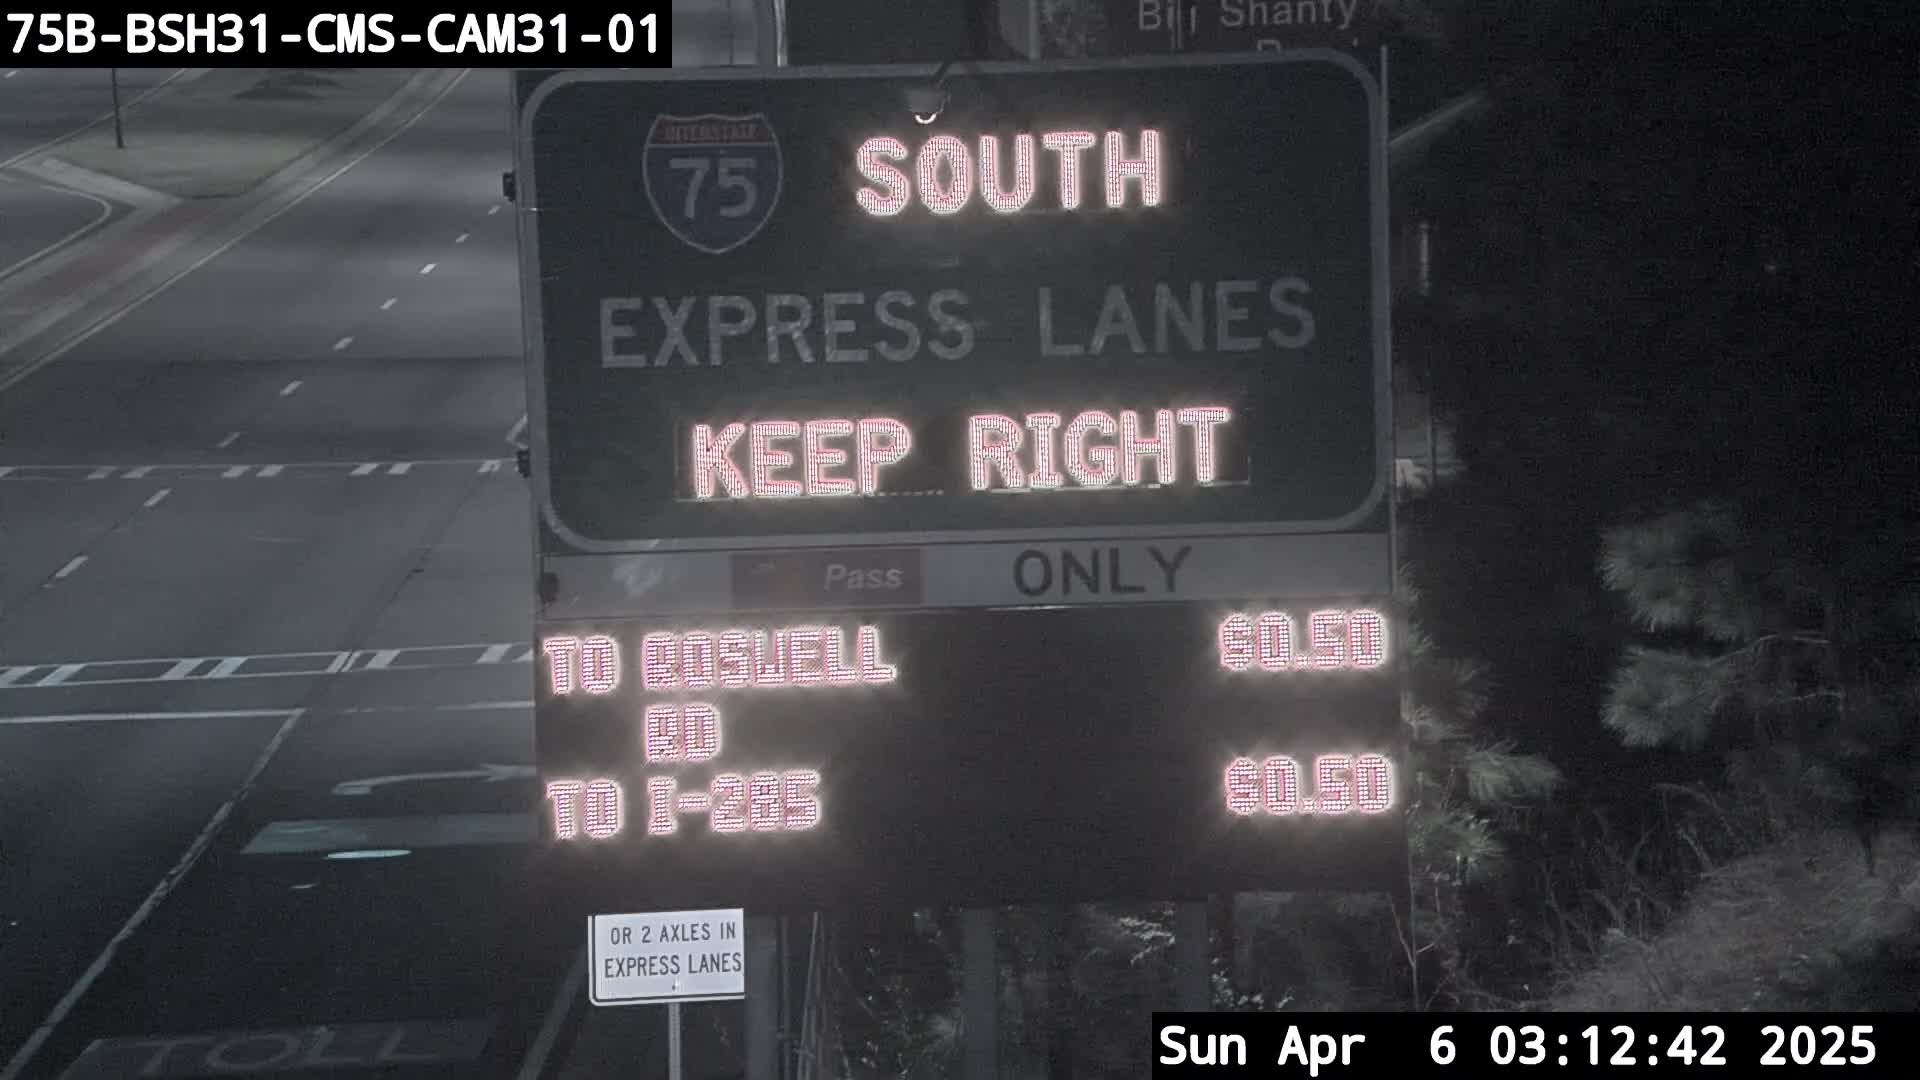 75B-BSH31-CMS-CAM31-01
Shanty
INTERSTATE
75
SOUTH
EXPRESS LANES
KEEP RIGHT
Pass ONLY
TO ROSWELL $0.50
RD
TO I-285 $0.50
OR 2 AXLES IN
EXPRESS LANES
TOLL
Sun Apr 6 03:12:42 2025